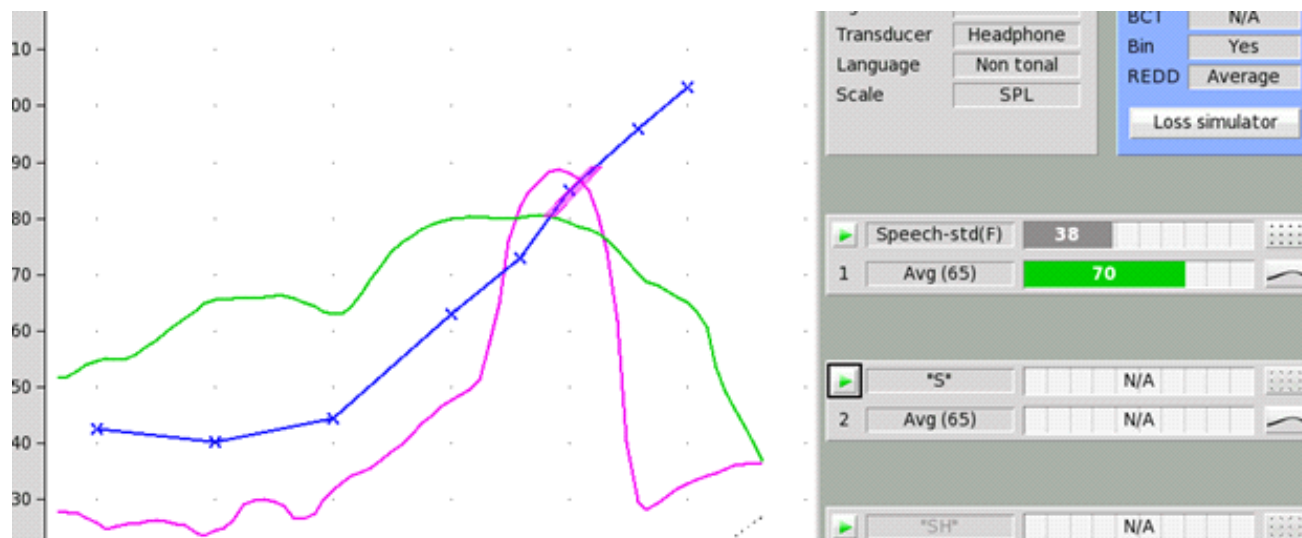 10
00
90
80
70
60
50
40
30
Transducer Headphone
Language Non tonal
Scale SPL
BCT N/A
Bin Yes
REDD Average
Loss simulator
Speech-std(F) 38
1 Avg (65) 70
"S" N/A
2 Avg (65) N/A
"SH" N/A